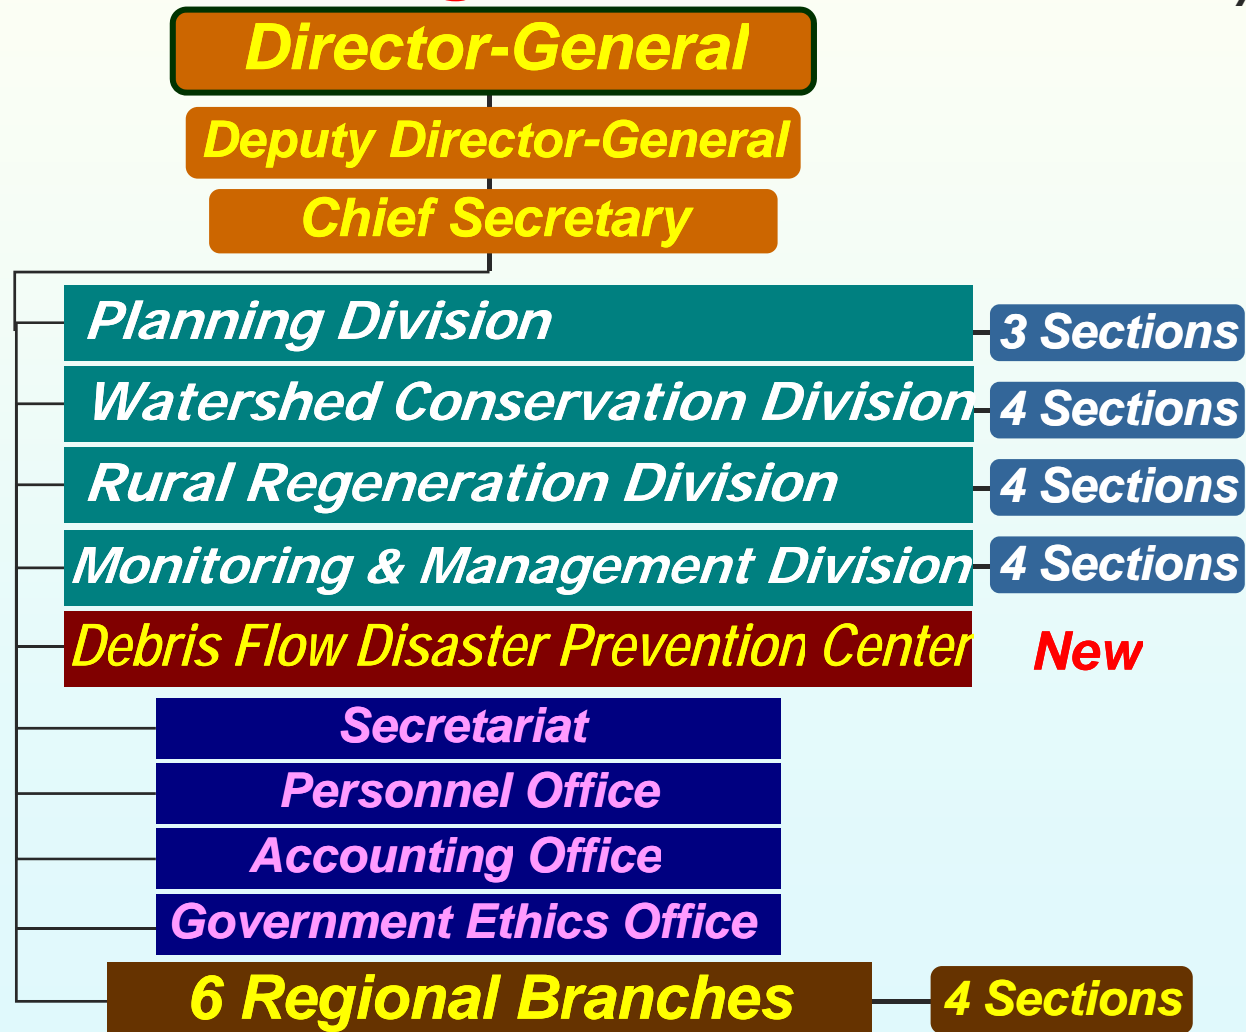 Director-General
Deputy Director-General
Chief Secretary
Planning Division
3 Sections
Watershed Conservation Division
4 Sections
Rural Regeneration Division
4 Sections
Monitoring & Management Division
4 Sections
Debris Flow Disaster Prevention Center
New
Secretariat
Personnel Office
Accounting Office
Government Ethics Office
6 Regional Branches
4 Sections